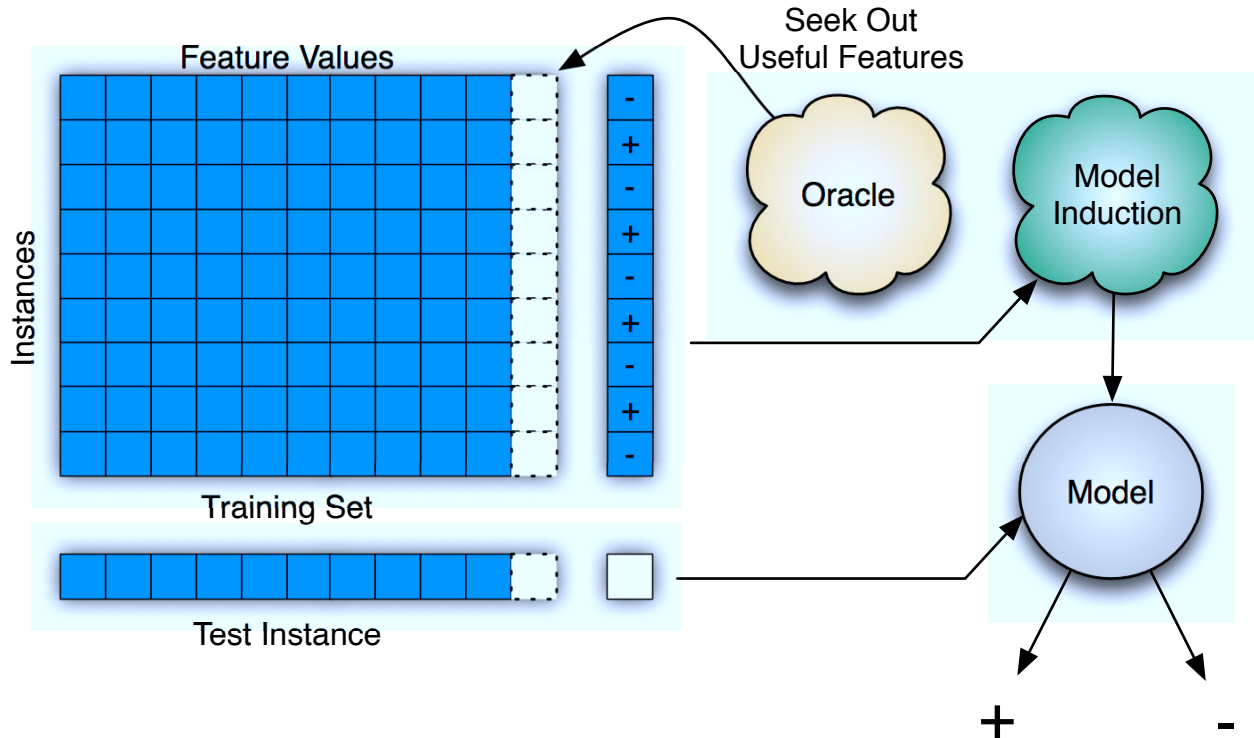 Seek Out
Useful Features
Feature Values
Instances
-
+
-
+
-
+
-
+
-
Oracle
Model
Induction
Training Set
Model
Test Instance
+ -